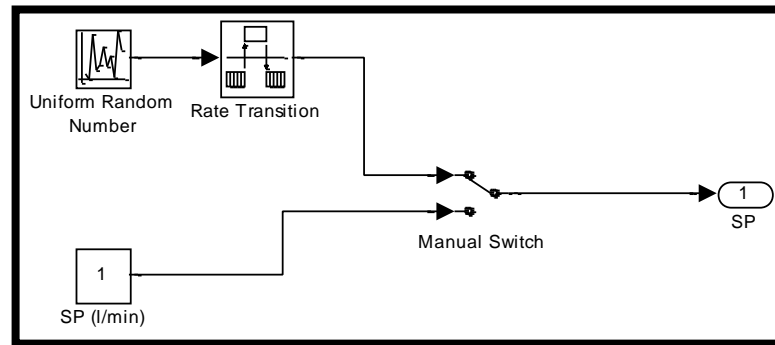 Uniform Random
Number
Rate Transition
Manual Switch
1
SP
1
SP (l/min)